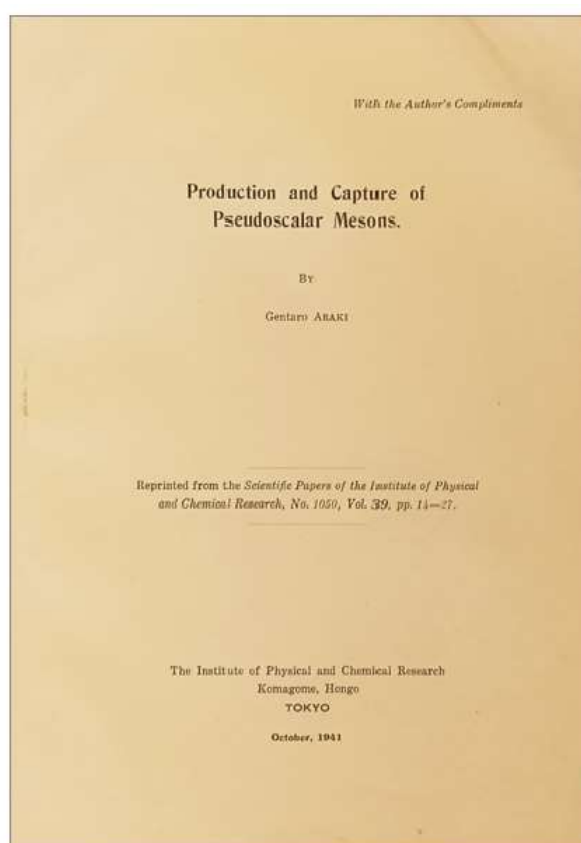 With the Author's Compliments
Production and Capture of
Pseudoscalar Mesons.
BY
Gentaro ARAKI
Reprinted from the Scientific Papers of the Institute of Physical
and Chemical Research, No. 1050, Vol. 39, pp. 14—27.
The Institute of Physical and Chemical Research
Komagome, Hongo
TOKYO
October, 1941